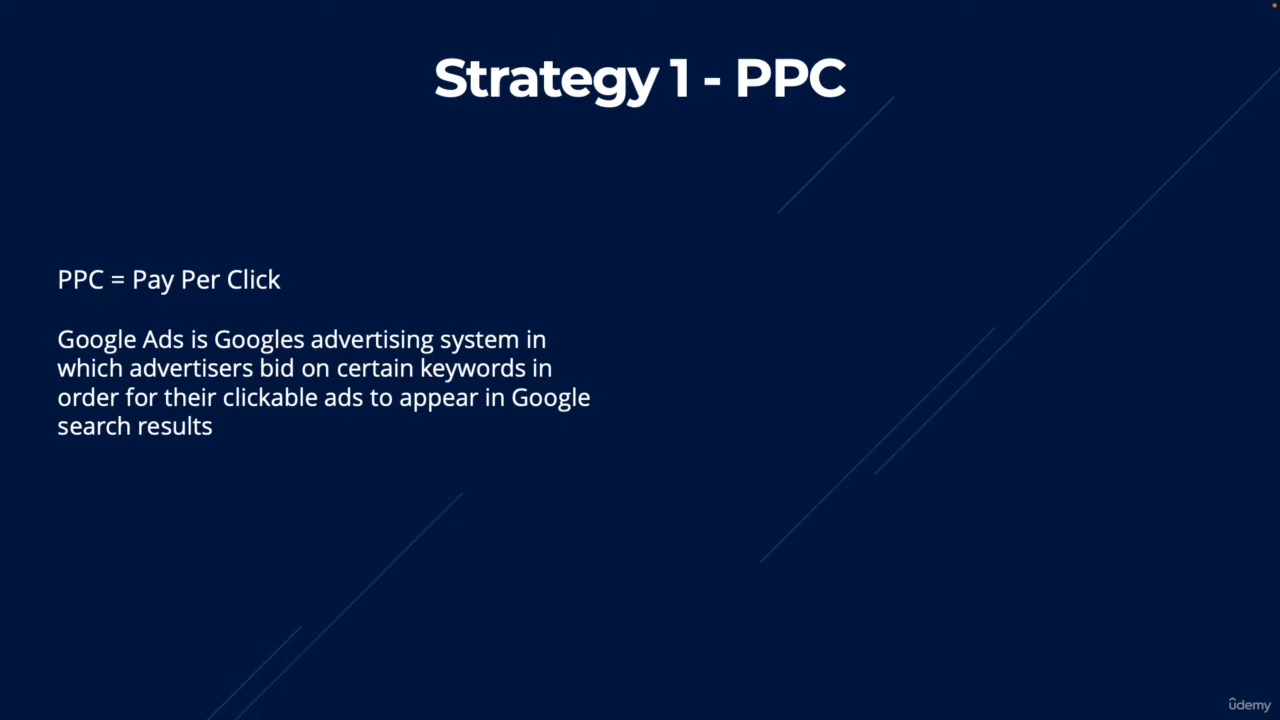 Strategy 1 - PPC
PPC = Pay Per Click
Google Ads is Googles advertising system in
which advertisers bid on certain keywords in
order for their clickable ads to appear in Google
search results
ûdemy